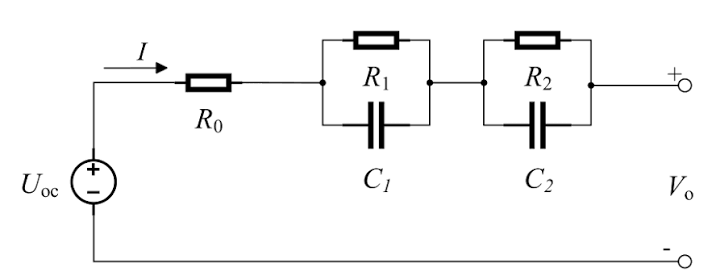 I
R0
R1
C1
R2
C2
+
Uoc
+
−
Vo
-